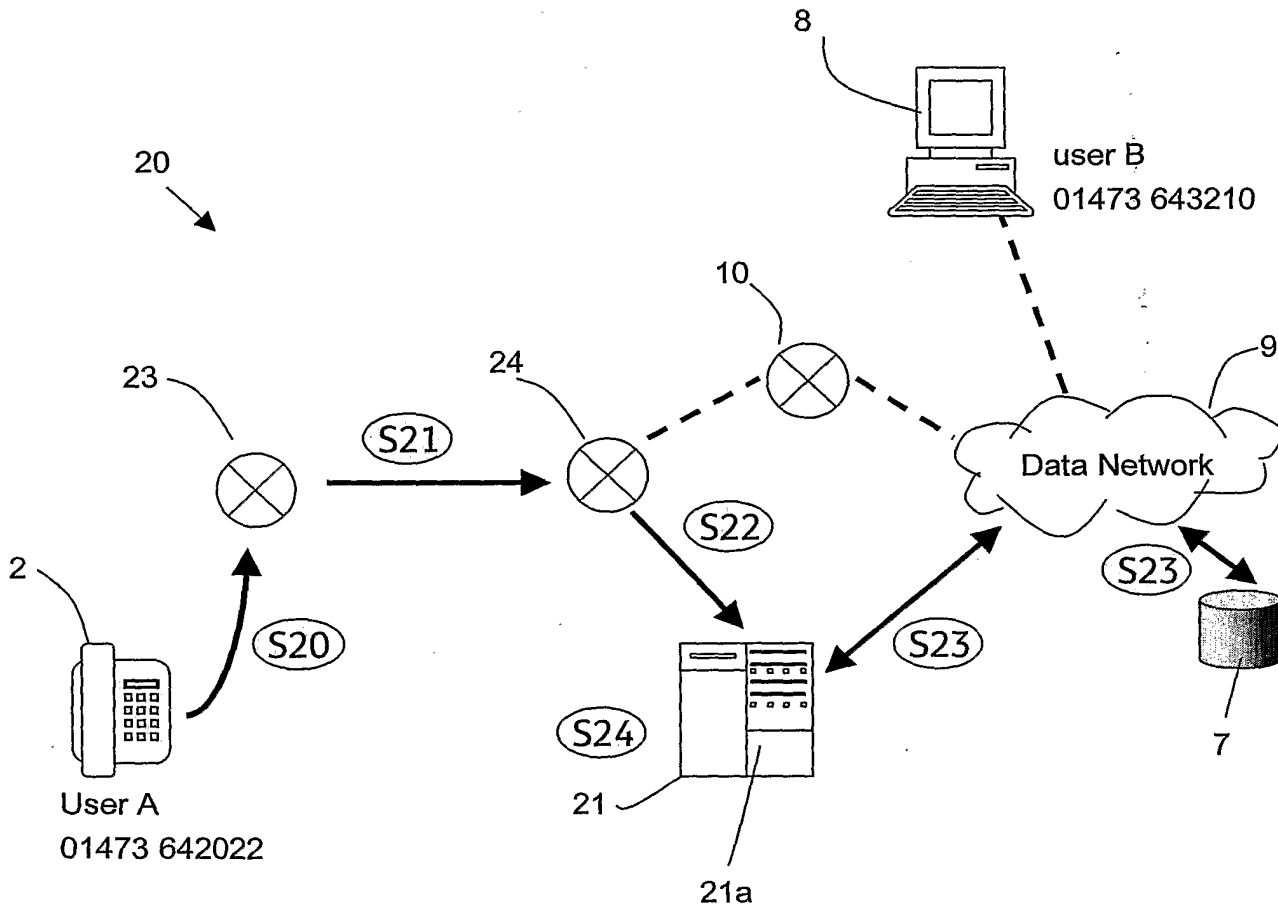 8
user B
01473 643210
20
10
9
23
24
S21
Data Network
S22
2
S23
S20
S23
S24
7
21
User A
01473 642022
21a